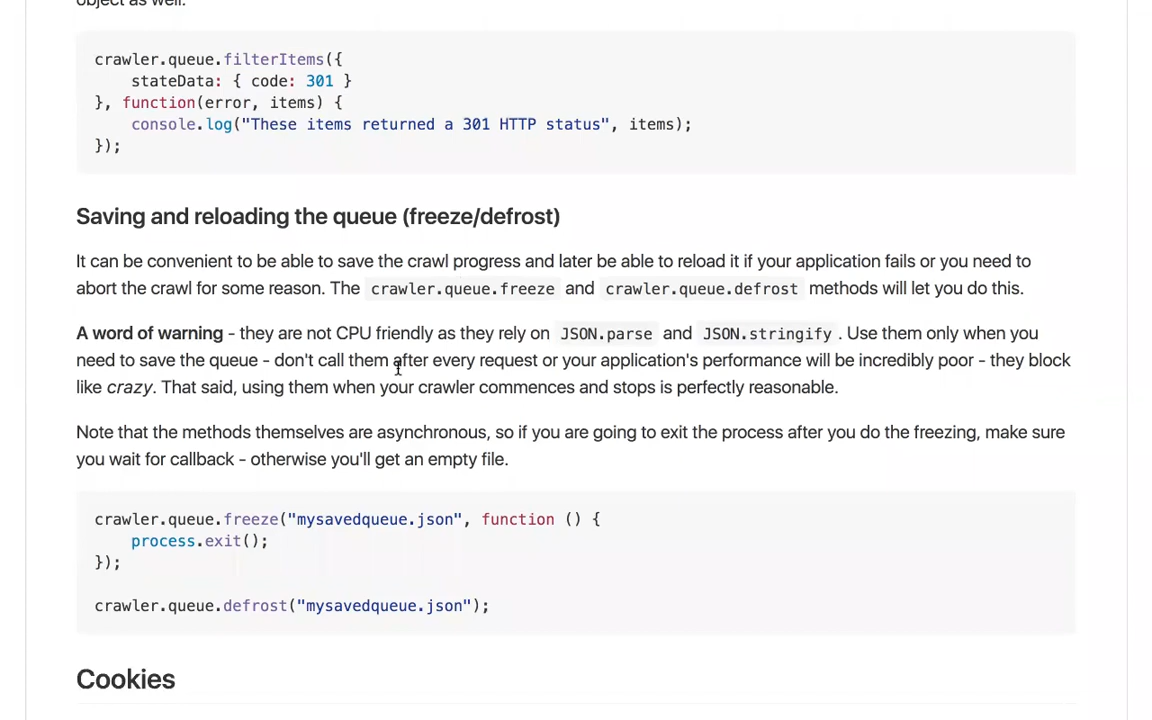 object as well.
crawler.queue.filterItems({
    stateData: { code: 301 }
}, function(error, items) {
    console.log("These items returned a 301 HTTP status", items);
});
Saving and reloading the queue (freeze/defrost)
It can be convenient to be able to save the crawl progress and later be able to reload it if your application fails or you need to
abort the crawl for some reason. The crawler.queue.freeze and crawler.queue.defrost methods will let you do this.
A word of warning - they are not CPU friendly as they rely on JSON.parse and JSON.stringify . Use them only when you
need to save the queue - don't call them after every request or your application's performance will be incredibly poor - they block
like crazy. That said, using them when your crawler commences and stops is perfectly reasonable.
Note that the methods themselves are asynchronous, so if you are going to exit the process after you do the freezing, make sure
you wait for callback - otherwise you'll get an empty file.
crawler.queue.freeze("mysavedqueue.json", function () {
    process.exit();
});
crawler.queue.defrost("mysavedqueue.json");
Cookies